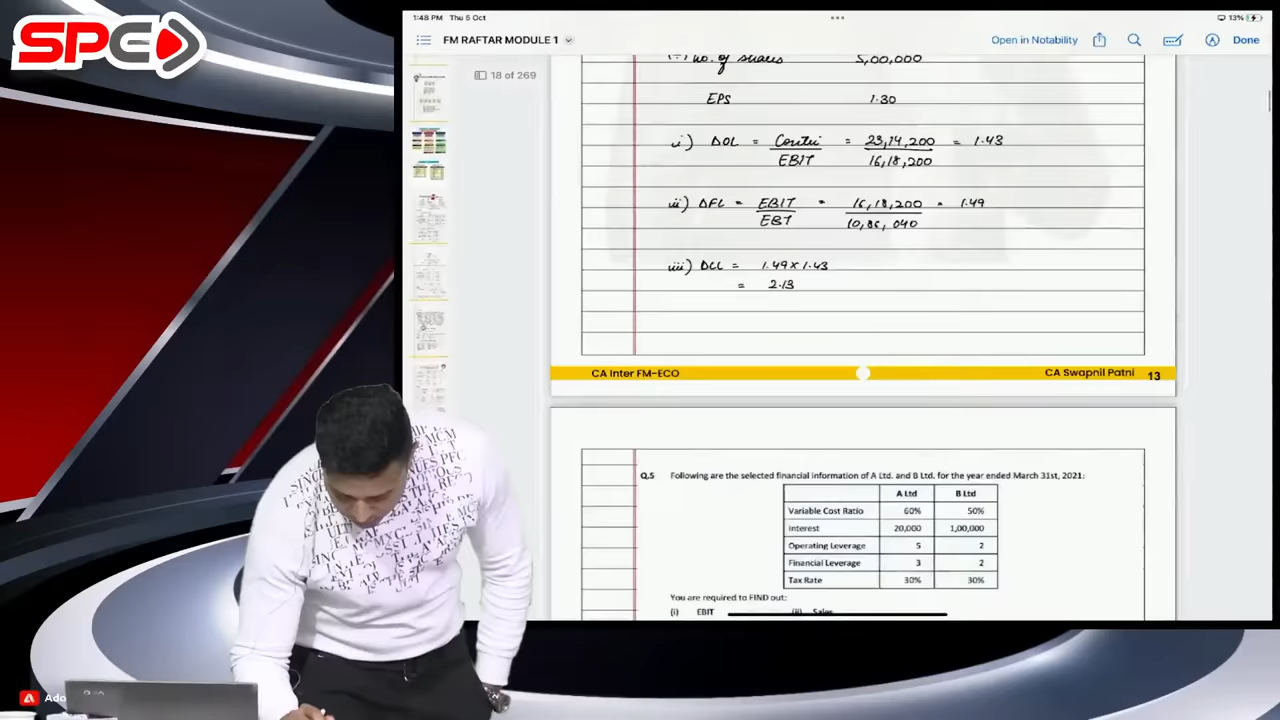 SPC
1:48 PM Thu 5 Oct
13%
FM RAFTAR MODULE 1
Open in Notability
Done
18 of 269
(÷) no. of shares 5,00,000
EPS 1.30
DOL = Contri = 23,14,200 = 1.43
EBIT 16,18,200
ii) DFL = EBIT = 16,18,200 = 1.49
EBT 10,86,040
iii) DCL = 1.49 x 1.43
= 2.13
CA Inter FM-ECO
CA Swapnil Patni 13
Q.5 Following are the selected financial information of A Ltd. and B Ltd. for the year ended March 31st, 2021:
A Ltd B Ltd
Variable Cost Ratio 60% 50%
Interest 20,000 1,00,000
Operating Leverage 5 2
Financial Leverage 3 2
Tax Rate 30% 30%
You are required to FIND out:
(i) EBIT (ii) Sales
Ado